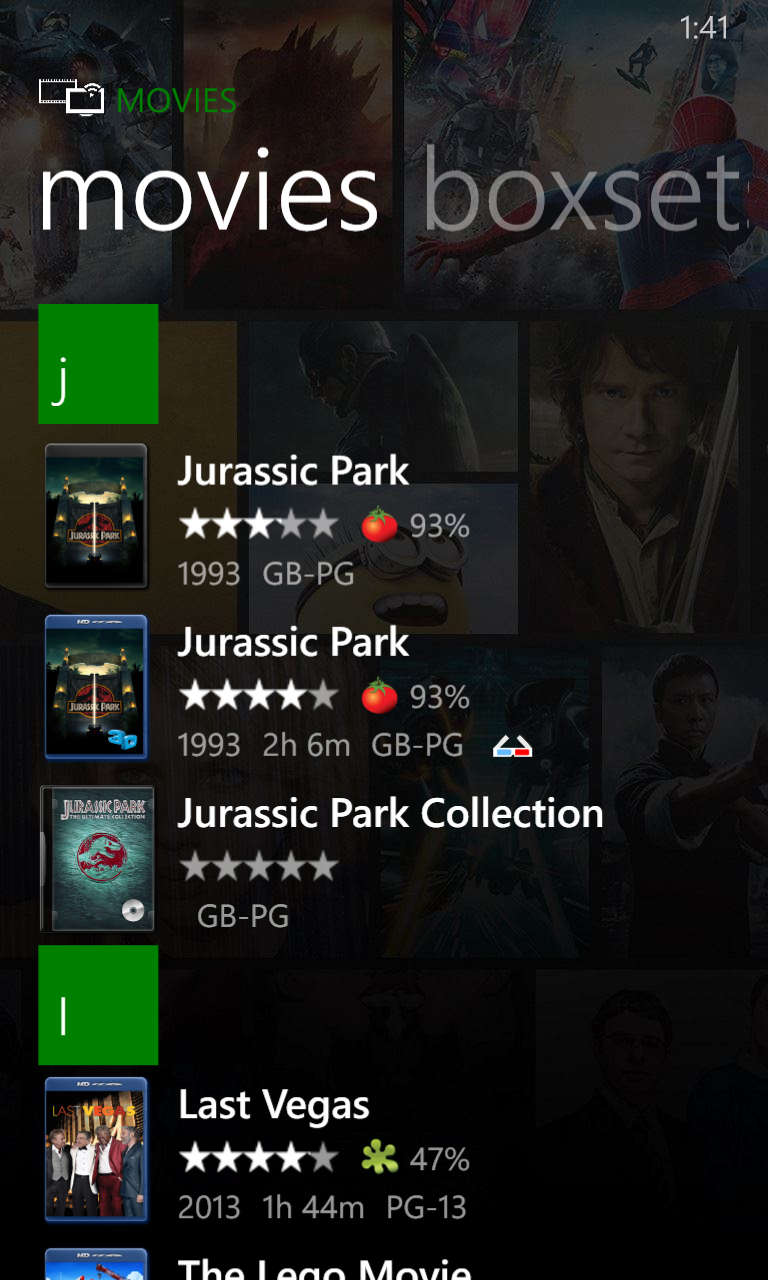 1:41
MOVIES
movies boxset
j
JURASSIC PARK
Jurassic Park
93%
1993 GB-PG
HD
JURASSIC PARK
3D
Jurassic Park
93%
1993 2h 6m GB-PG
JURASSIC PARK
THE ULTIMATE COLLECTION
Jurassic Park Collection
GB-PG
l
HD
LAST VEGAS
Last Vegas
47%
2013 1h 44m PG-13
HD
The Lego Movie